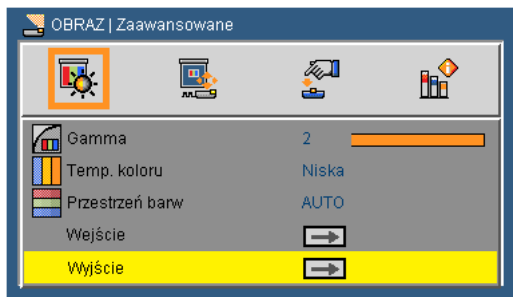 OBRAZ | Zaawansowane
Gamma 2
Temp. koloru Niska
Przestrzeń barw AUTO
Wejście
Wyjście